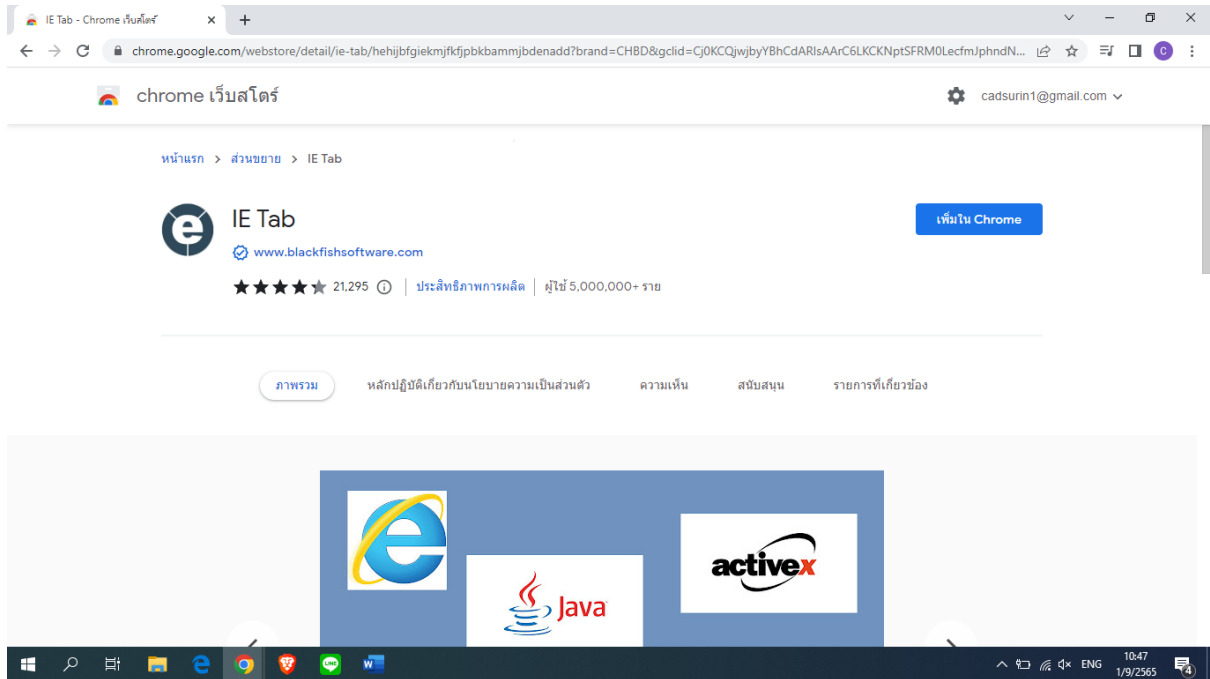 IE Tab - Chrome เว็บสโตร์
chrome.google.com/webstore/detail/ie-tab/hehijbfgiekmjfkfjpbkbammjbdenadd?brand=CHBD&gclid=Cj0KCQjwjbyYBhCdARIsAArC6LKCKNptSFRM0LecfmJphndN...
C
chrome เว็บสโตร์
cadsurin1@gmail.com
หน้าแรก > ส่วนขยาย > IE Tab
IE Tab
เพิ่มใน Chrome
www.blackfishsoftware.com
21,295 | ประสิทธิภาพการผลิต | ผู้ใช้ 5,000,000+ ราย
ภาพรวม หลักปฏิบัติเกี่ยวกับนโยบายความเป็นส่วนตัว ความเห็น สนับสนุน รายการที่เกี่ยวข้อง
activex
Java
ENG
10:47
1/9/2565
4